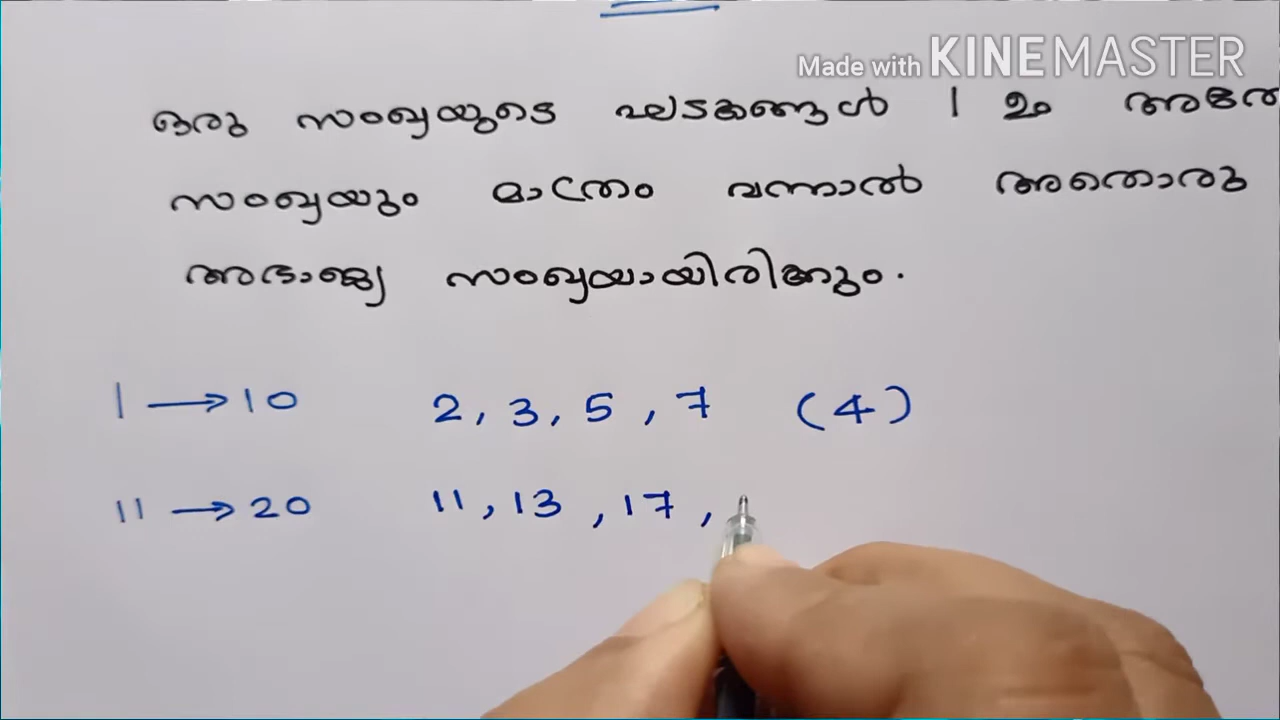 Made with KINEMASTER
ഒരു സംഖ്യയുടെ ഘടകങ്ങൾ 1 ഉം അതേ
സംഖ്യയും മാത്രം വന്നാൽ അതൊരു
അഭാജ്യ സംഖ്യയായിരിക്കും.
1 → 10 2, 3, 5, 7 (4)
11 → 20 11, 13, 17,